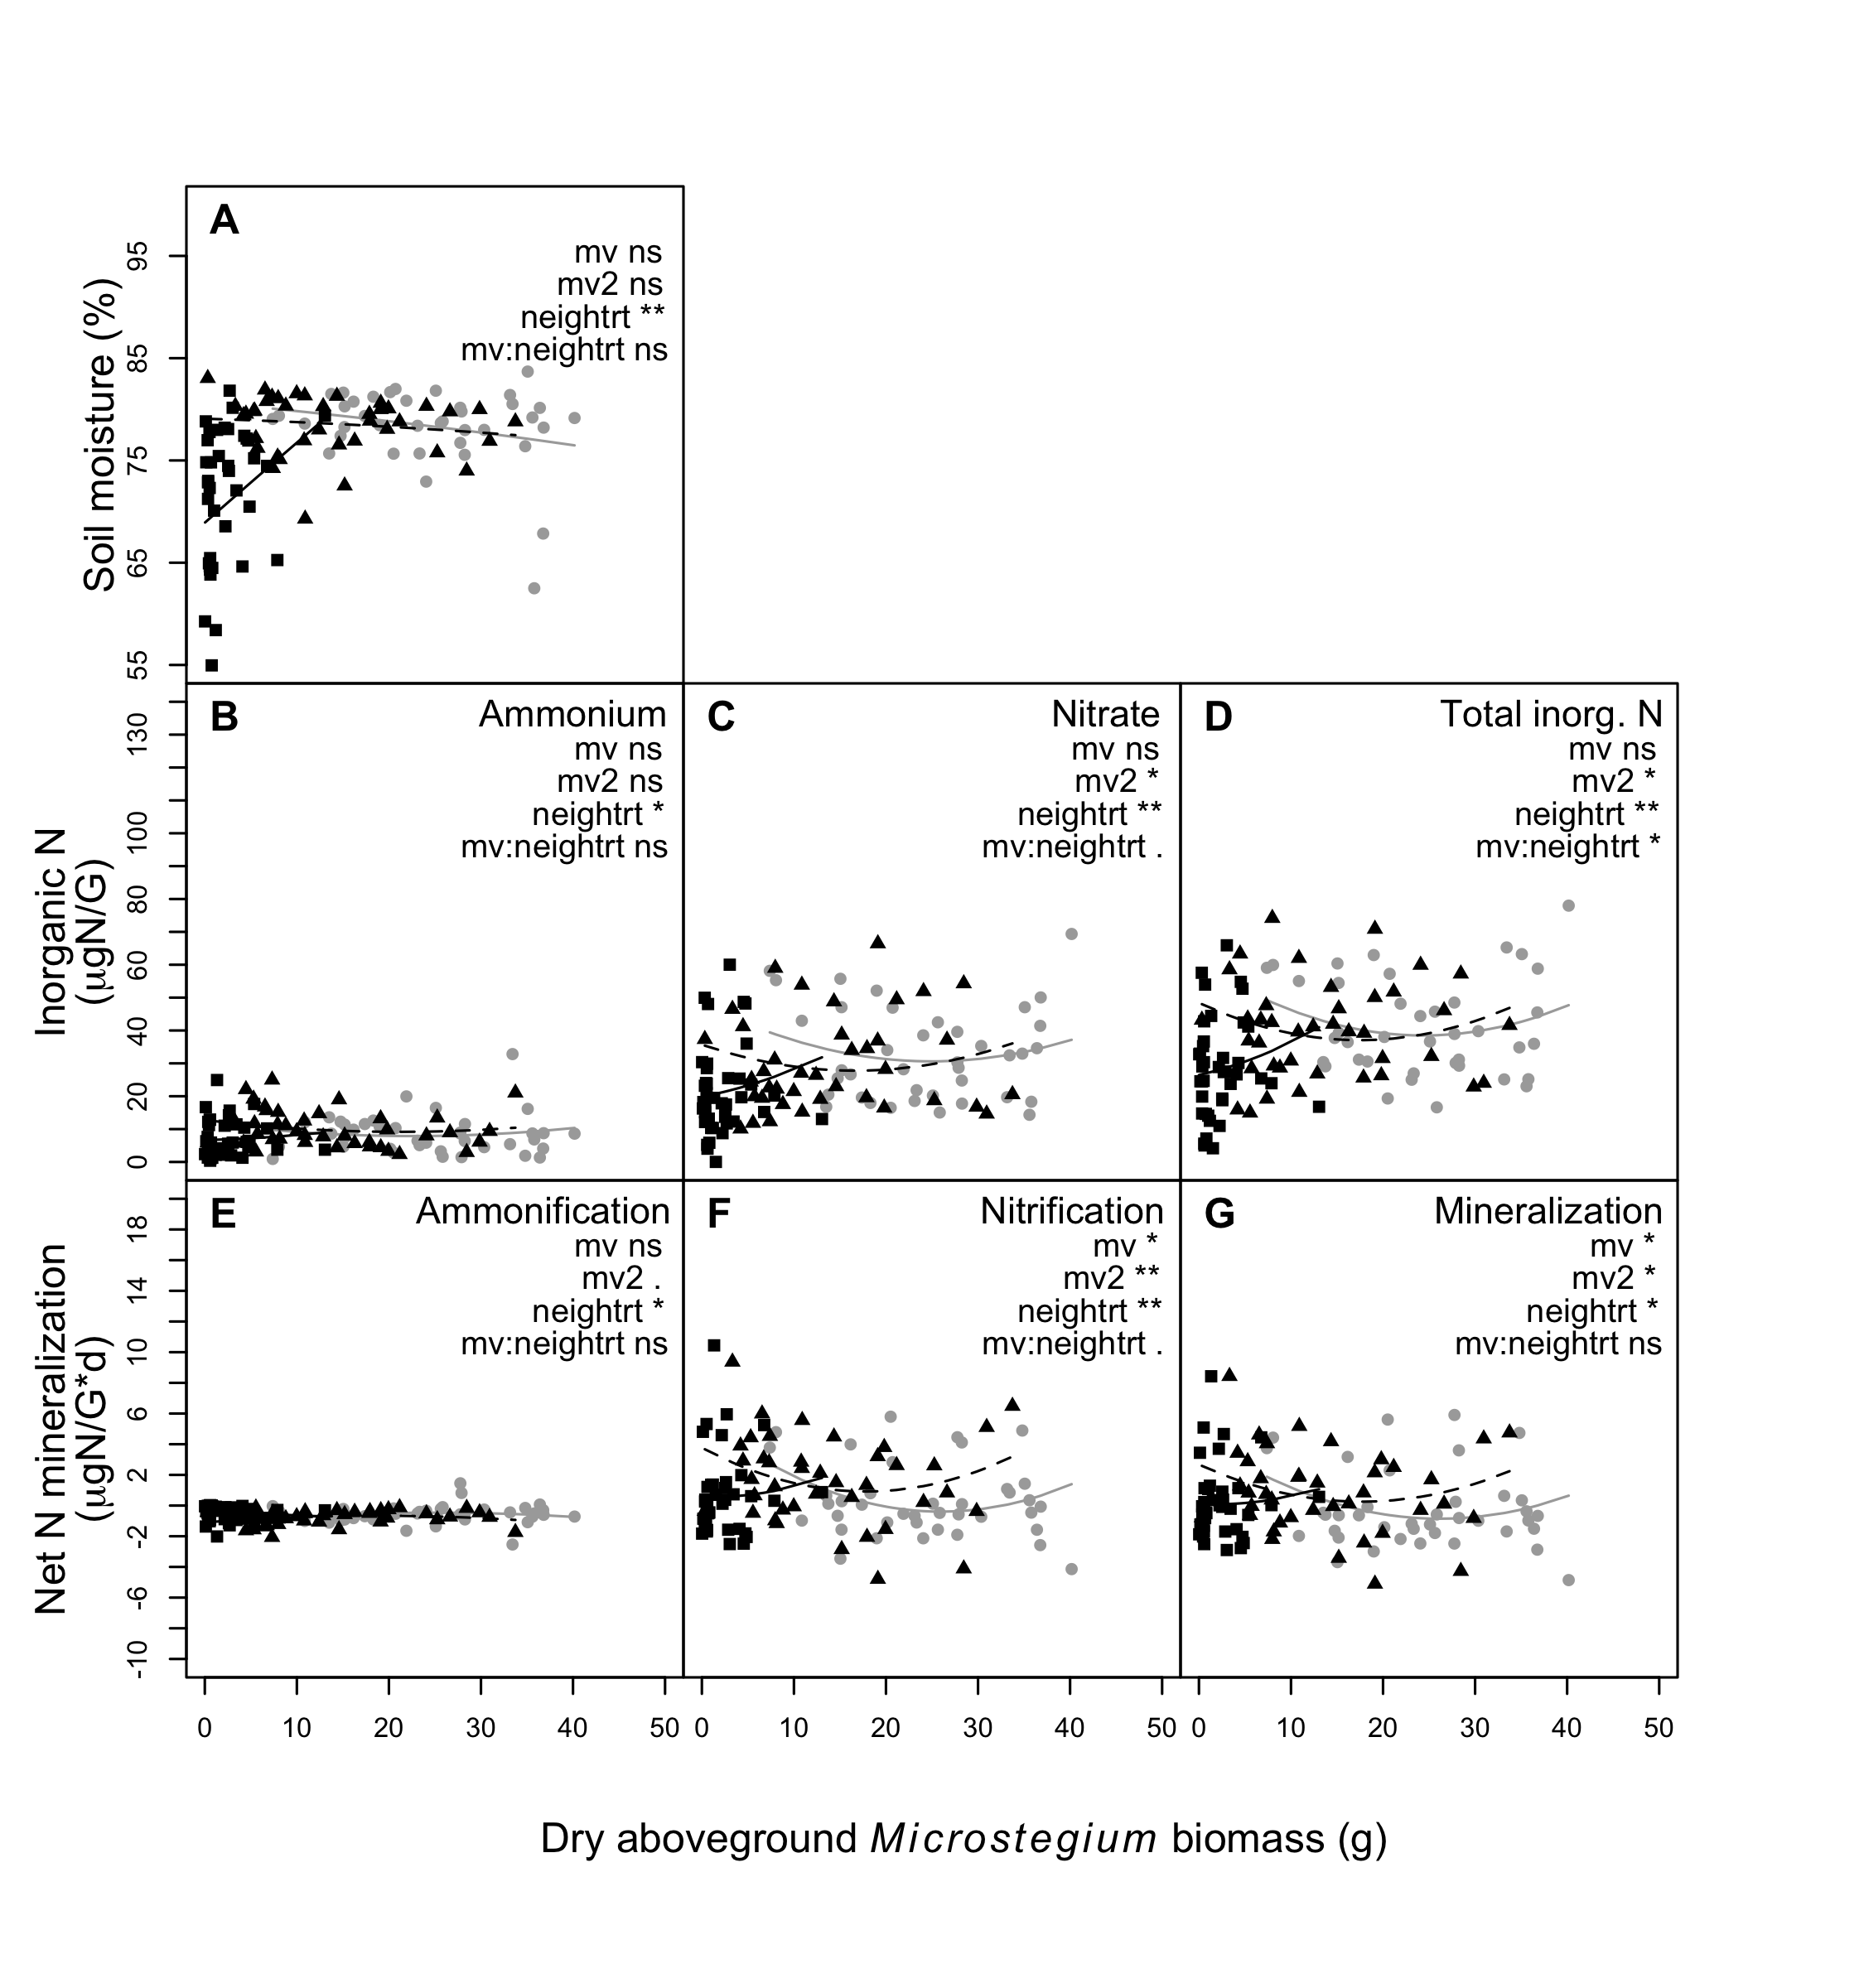 A
mv ns
mv2 ns
neightrt **
mv:neightrt ns
Soil moisture (%)
95
85
75
65
55
B
Ammonium
mv ns
mv2 ns
neightrt *
mv:neightrt ns
C
Nitrate
mv ns
mv2 *
neightrt **
mv:neightrt .
D
Total inorg. N
mv ns
mv2 *
neightrt **
mv:neightrt *
Inorganic N
(μgN/G)
130
100
80
60
40
20
0
E
Ammonification
mv ns
mv2 .
neightrt *
mv:neightrt ns
F
Nitrification
mv *
mv2 **
neightrt **
mv:neightrt .
G
Mineralization
mv *
mv2 *
neightrt *
mv:neightrt ns
Net N mineralization
(μgN/G*d)
18
14
10
6
2
-2
-6
-10
0 10 20 30 40 50
0 10 20 30 40 50
0 10 20 30 40 50
Dry aboveground Microstegium biomass (g)